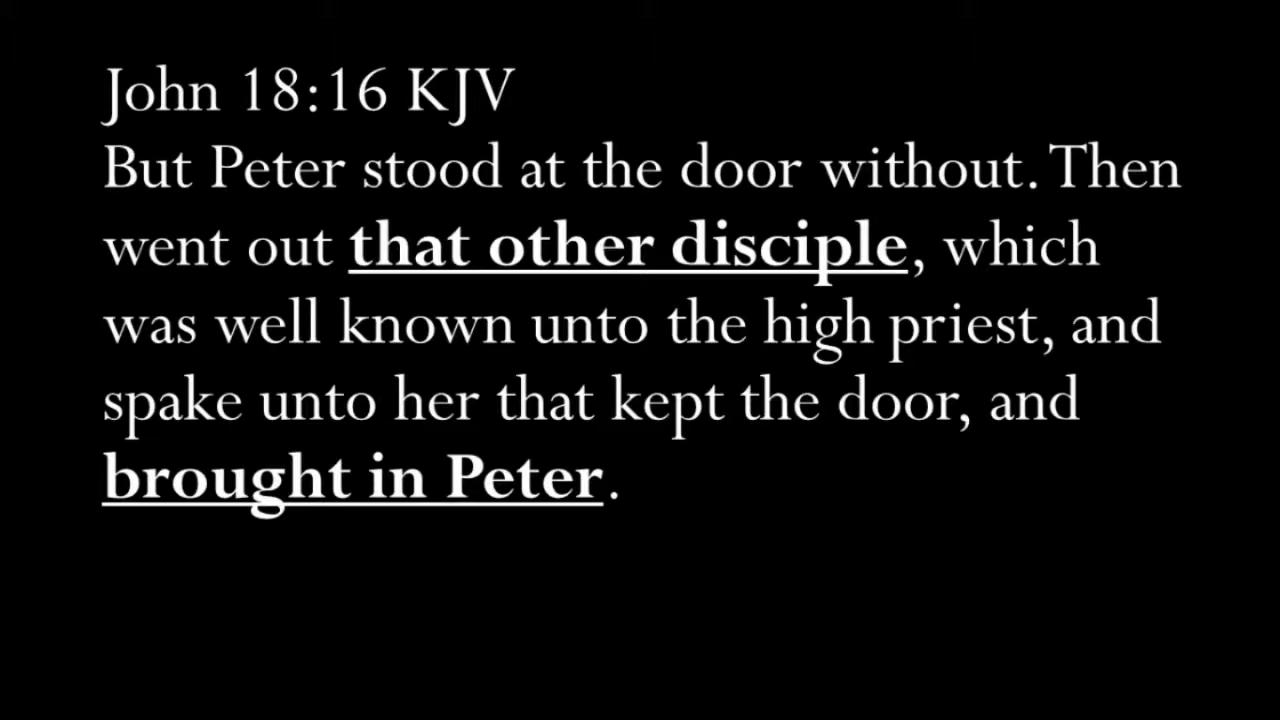 John 18:16 KJV
But Peter stood at the door without. Then
went out that other disciple, which
was well known unto the high priest, and
spake unto her that kept the door, and
brought in Peter.